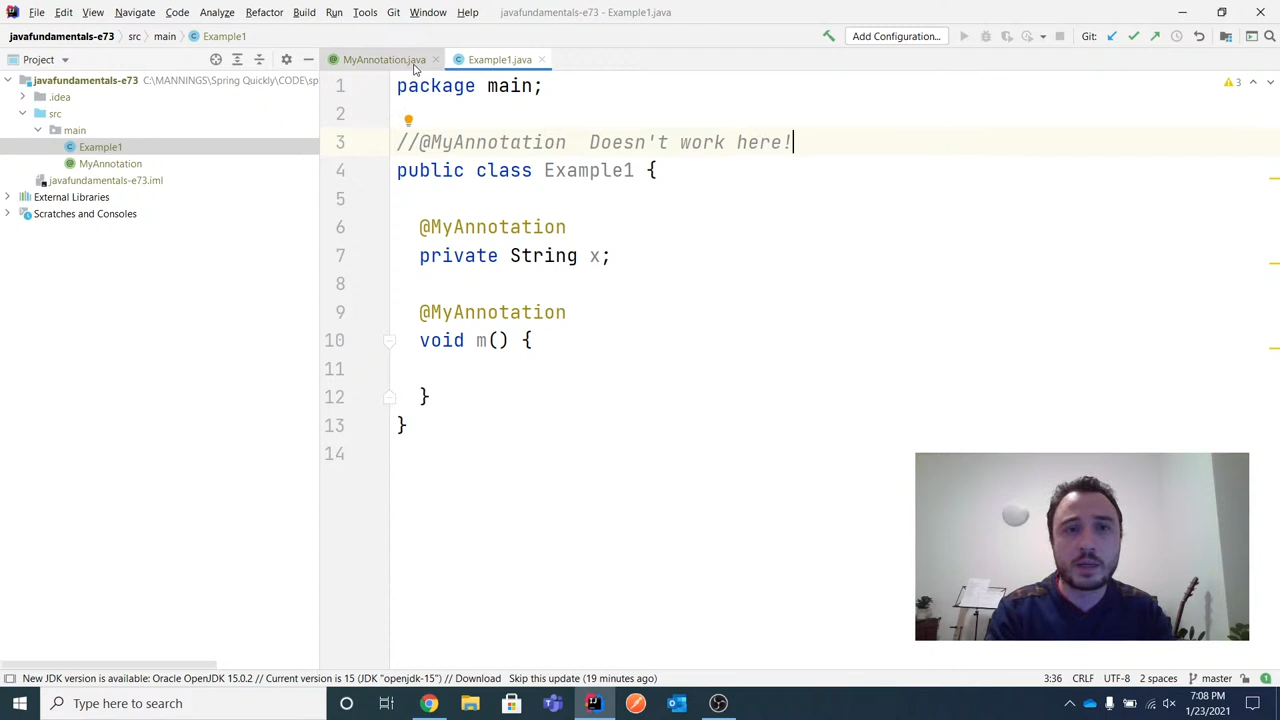 File Edit View Navigate Code Analyze Refactor Build Run Tools Git Window Help javafundamentals-e73 - Example1.java
javafundamentals-e73 src main Example1 Add Configuration... Git:
Project MyAnnotation.java Example1.java
javafundamentals-e73 C:\MANNINGS\Spring Quickly\CODE\sp
.idea
src
main
Example1
MyAnnotation
javafundamentals-e73.iml
External Libraries
Scratches and Consoles
3
1 package main;
2
3 //@MyAnnotation Doesn't work here!
4 public class Example1 {
5
6 @MyAnnotation
7 private String x;
8
9 @MyAnnotation
10 void m() {
11
12 }
13 }
14
New JDK version is available: Oracle OpenJDK 15.0.2 // Current version is 15 ("openjdk-15") // Download Skip this update (19 minutes ago) 3:36 CRLF UTF-8 2 spaces master
Type here to search 7:08 PM
1/23/2021